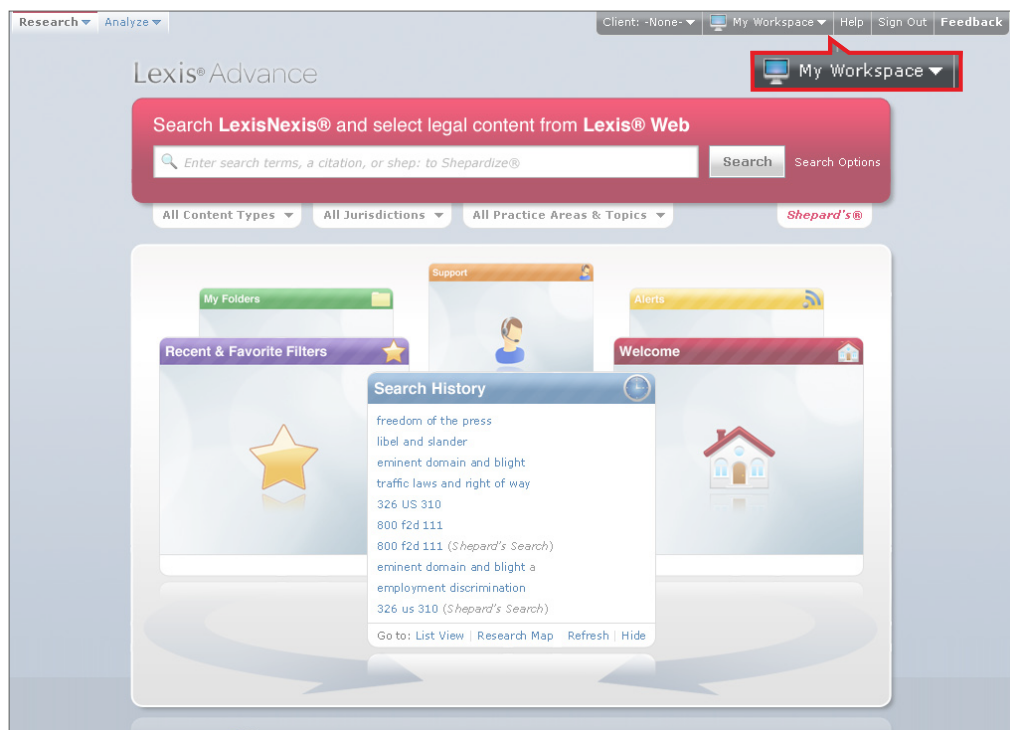 Research Analyze Client: -None- My Workspace Help Sign Out Feedback
Lexis® Advance
My Workspace
Search LexisNexis® and select legal content from Lexis® Web
Enter search terms, a citation, or shep: to Shepardize®
Search Search Options
All Content Types All Jurisdictions All Practice Areas & Topics Shepard's®
Support
My Folders
Alerts
Recent & Favorite Filters
Welcome
Search History
freedom of the press
libel and slander
eminent domain and blight
traffic laws and right of way
326 US 310
800 f2d 111
800 f2d 111 (Shepard's Search)
eminent domain and blight a
employment discrimination
326 us 310 (Shepard's Search)
Go to: List View | Research Map Refresh | Hide